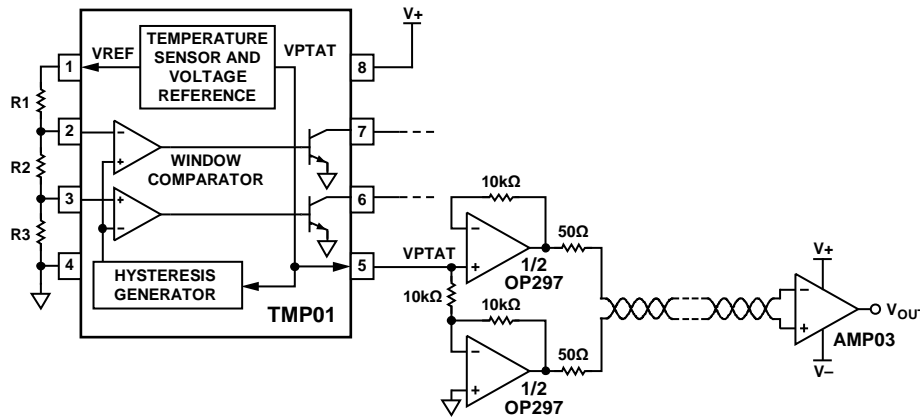 V+
TEMPERATURE
SENSOR AND
VOLTAGE
REFERENCE
VREF
VPTAT
1
8
R1
2
7
R2
WINDOW
COMPARATOR
3
6
R3
4
5
HYSTERESIS
GENERATOR
TMP01
VPTAT
10kΩ
50Ω
1/2
OP297
10kΩ
10kΩ
50Ω
1/2
OP297
V+
VOUT
AMP03
V–
− + + − − + − + − +